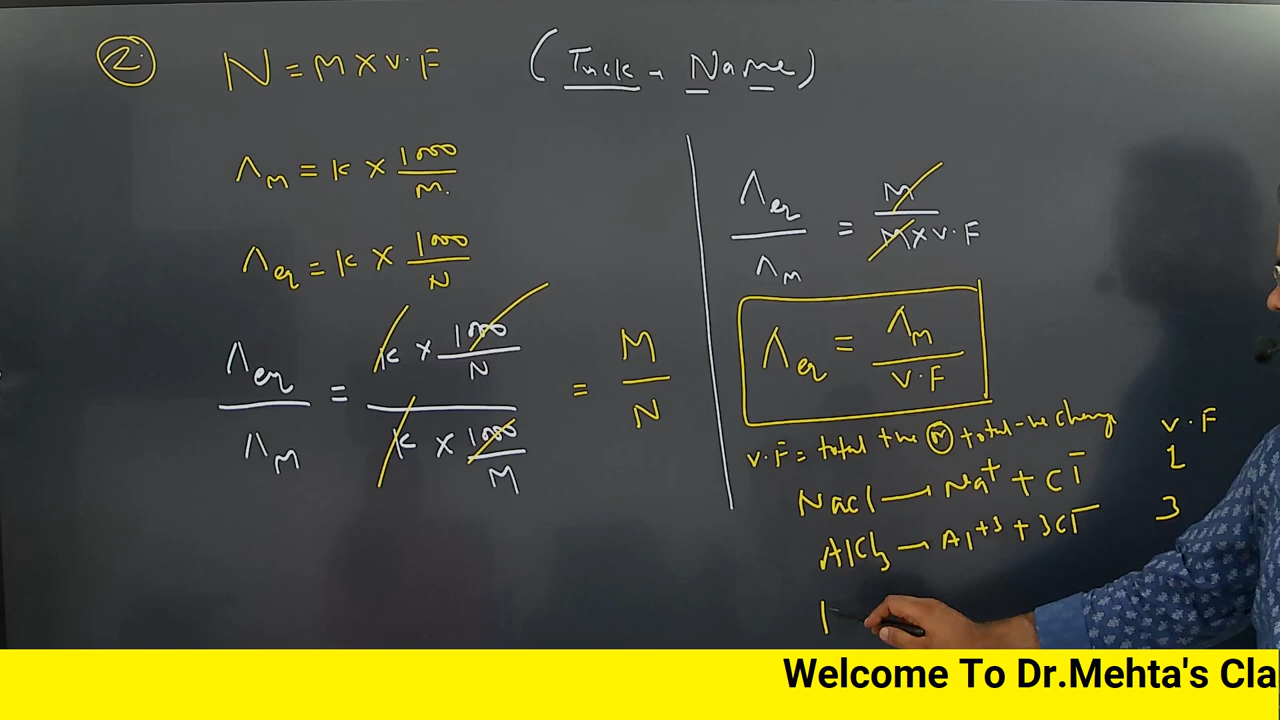 ② N = M × v.F (Trick - Name)
Λm = k × 1000/M.
Λeq = k × 1000/N
Λeq/ΛM = (k × 1000/N)/(k × 1000/M) = M/N
Λeq/ΛM = M/(M × v.F)
Λeq = Λm/v.F
v.F = total +ve or total -ve charge v.F
NaCl → Na⁺ + Cl⁻ 1
AlCl₃ → Al⁺³ + 3Cl⁻ 3
Welcome To Dr.Mehta's Cla